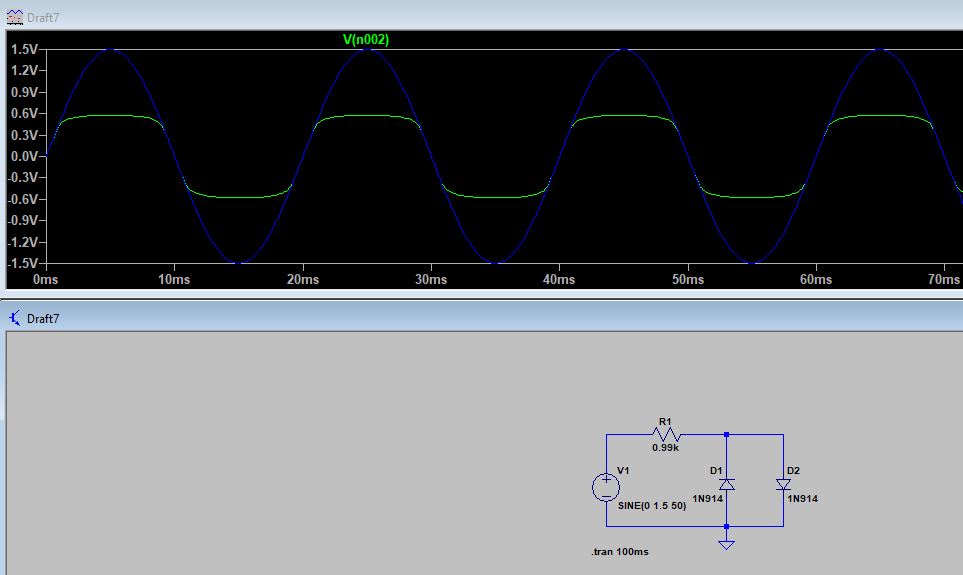 Draft7
V(n002)
1.5V
1.2V
0.9V
0.6V
0.3V
0.0V
-0.3V
-0.6V
-0.9V
-1.2V
-1.5V
0ms 10ms 20ms 30ms 40ms 50ms 60ms 70ms
Draft7
R1
0.99k
V1
SINE(0 1.5 50)
D1
1N914
D2
1N914
.tran 100ms